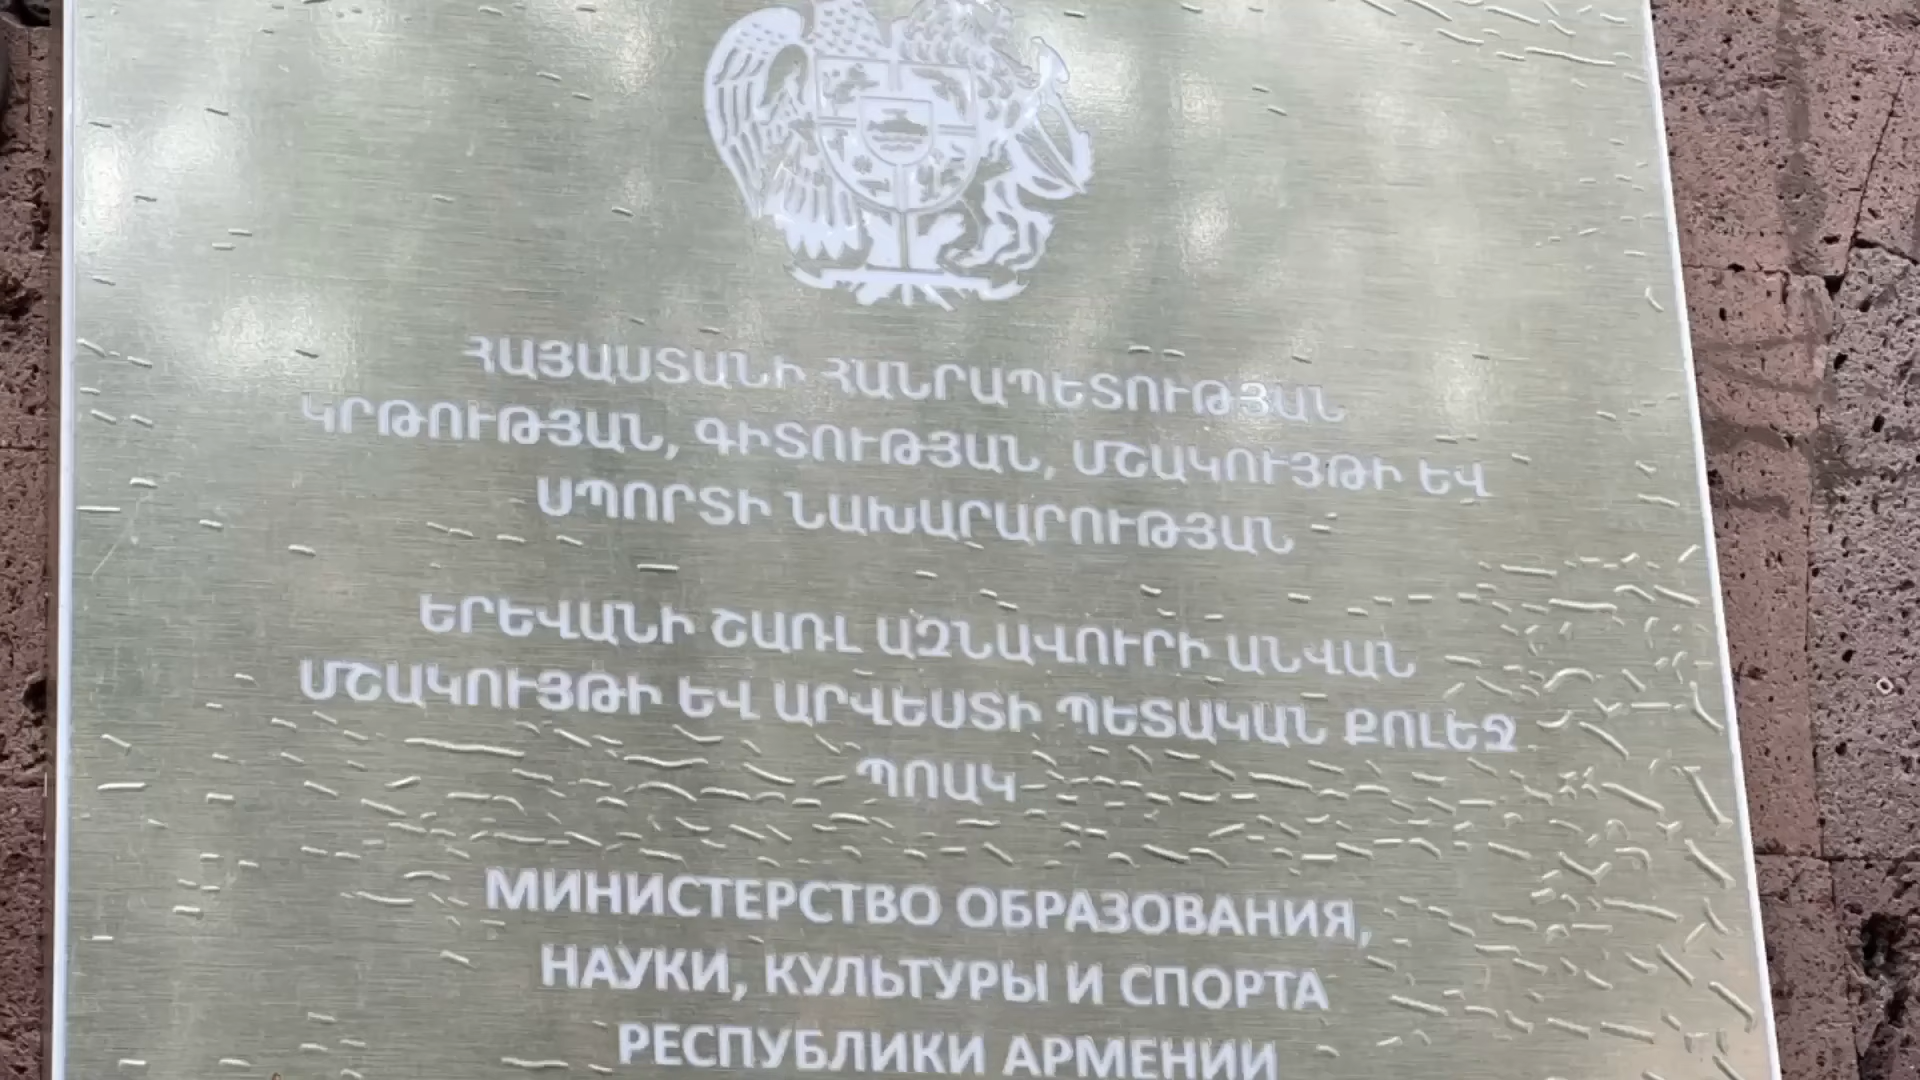 ՀԱՅԱՍՏԱՆԻ ՀԱՆՐԱՊԵՏՈՒԹՅԱՆ
ԿՐԹՈՒԹՅԱՆ, ԳԻՏՈՒԹՅԱՆ, ՄՇԱԿՈՒՅԹԻ ԵՎ
ՍՊՈՐՏԻ ՆԱԽԱՐԱՐՈՒԹՅԱՆ
ԵՐԵՎԱՆԻ ՇԱՌԼ ԱԶՆԱՎՈՒՐԻ ԱՆՎԱՆ
ՄՇԱԿՈՒՅԹԻ ԵՎ ԱՐՎԵՍՏԻ ՊԵՏԱԿԱՆ ՔՈԼԵՋ
ՊՈԱԿ
МИНИСТЕРСТВО ОБРАЗОВАНИЯ,
НАУКИ, КУЛЬТУРЫ И СПОРТА
РЕСПУБЛИКИ АРМЕНИИ